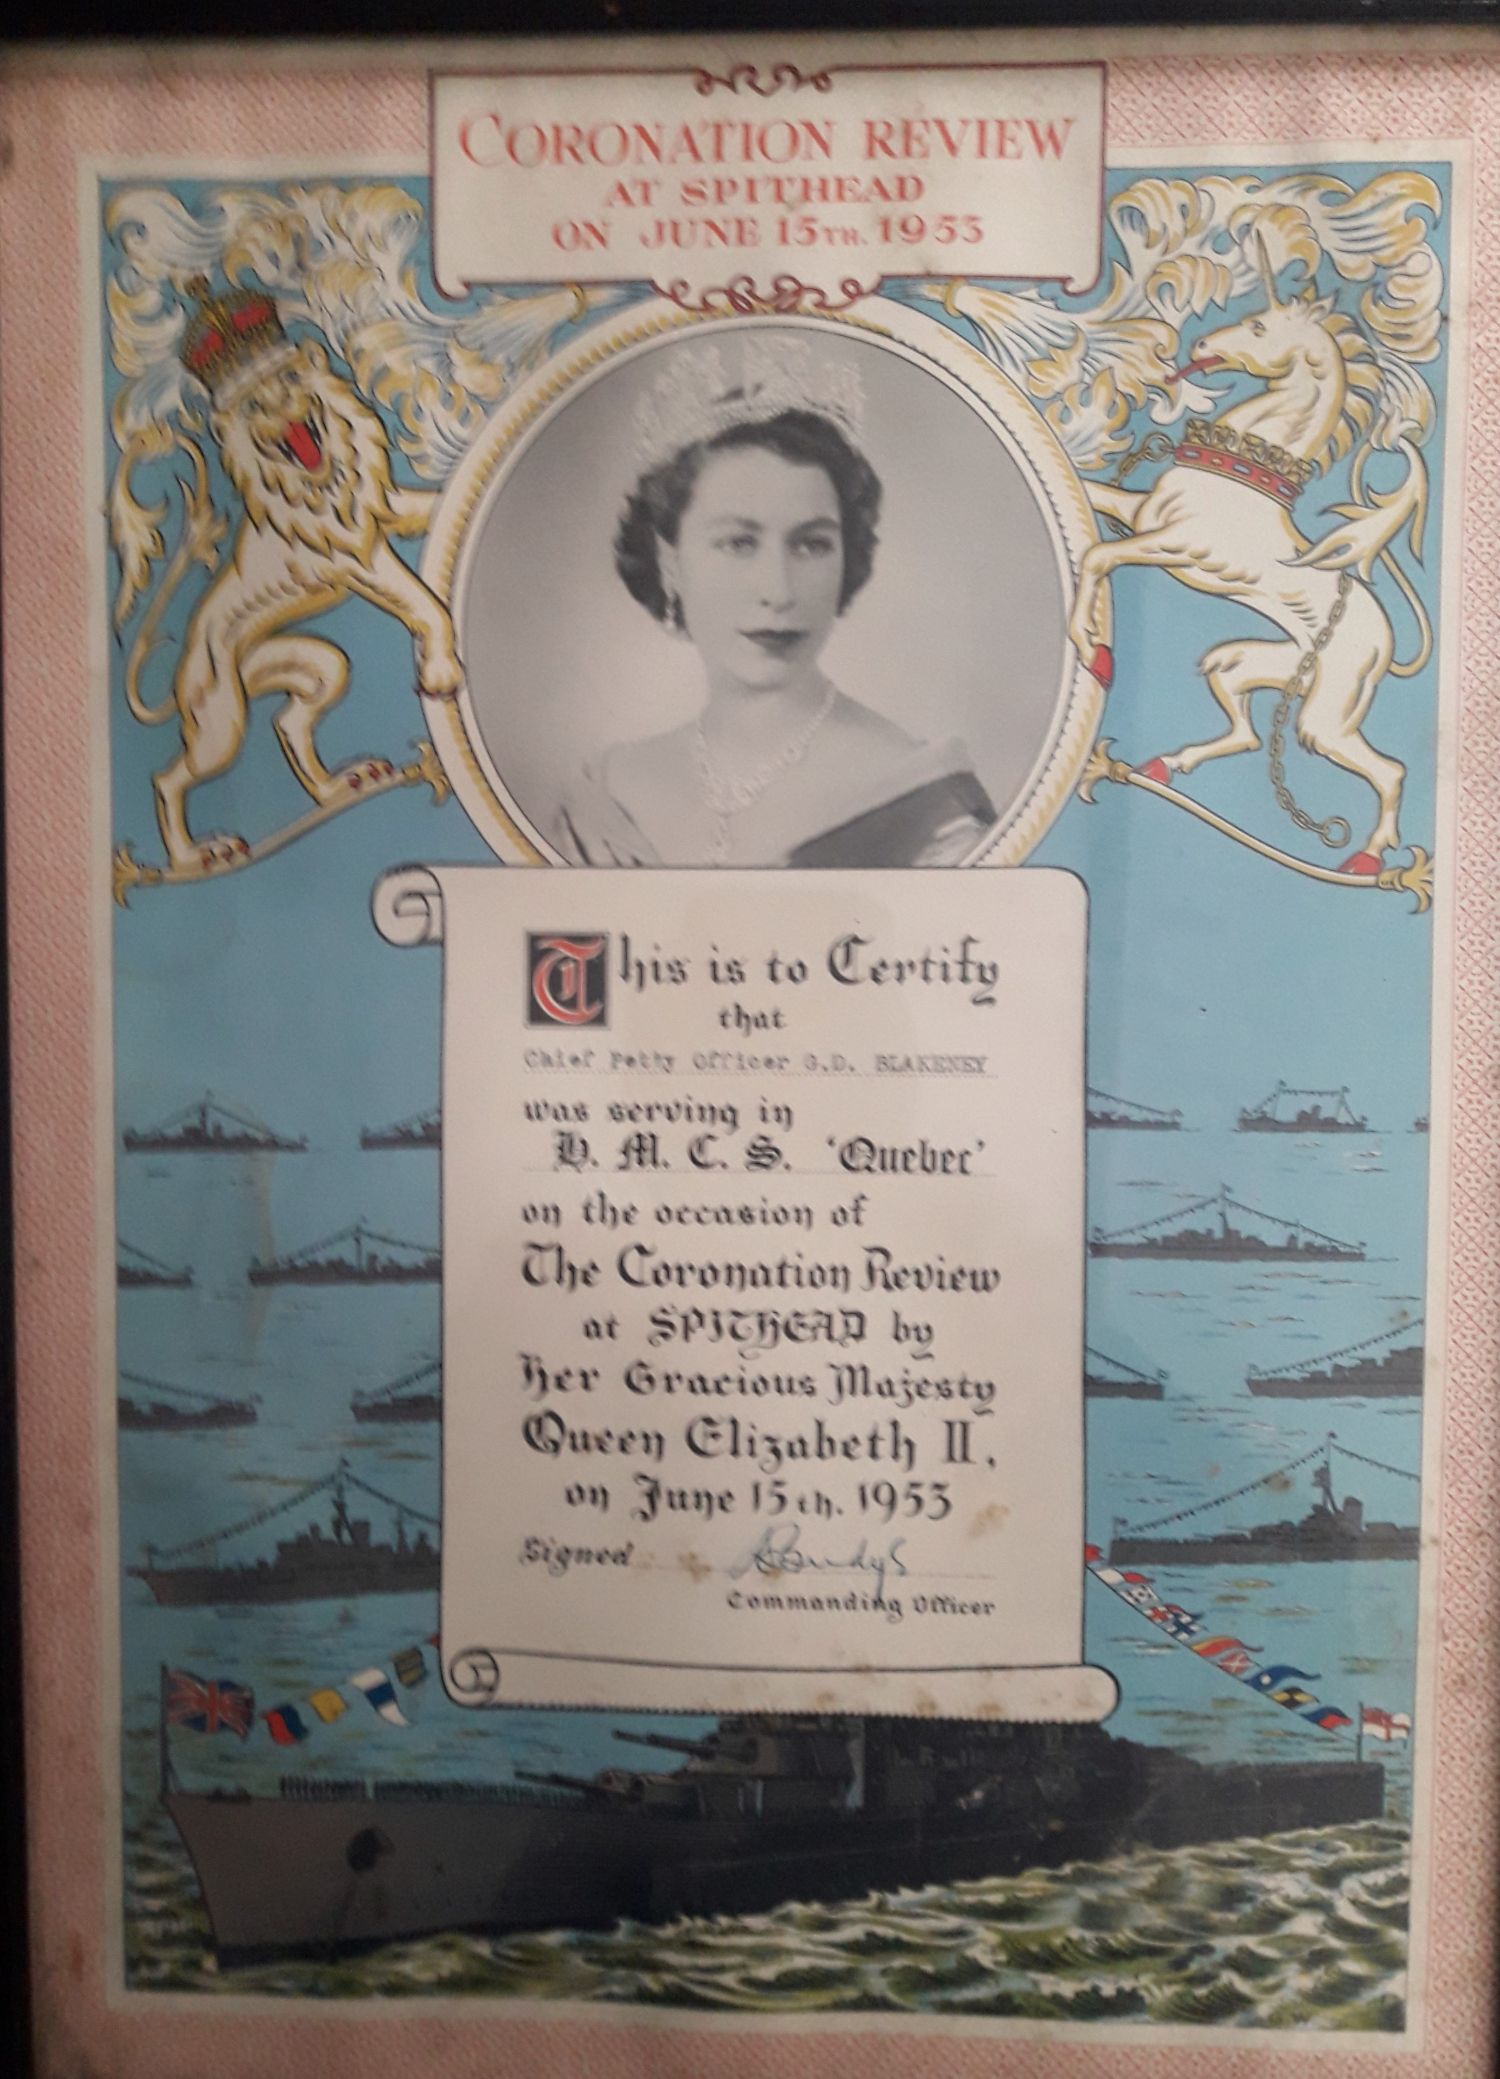 CORONATION REVIEW
AT SPITHEAD
ON JUNE 15TH. 1953
This is to Certify
that
Chief Petty Officer G.D. BLAKENEY
was serving in
H. M. C. S. 'Quebec'
on the occasion of
The Coronation Review
at SPITHEAD by
Her Gracious Majesty
Queen Elizabeth II,
on June 15th. 1953
Signed
Commanding Officer